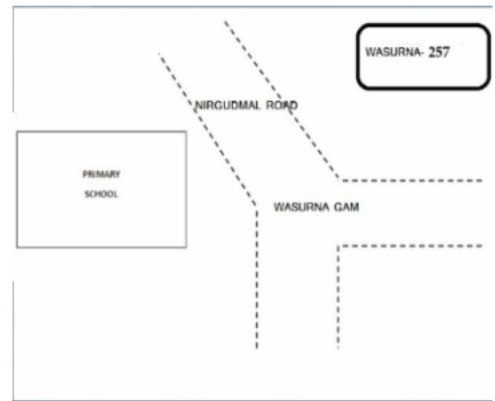 WASURNA- 257
NIRGUDMAL ROAD
PRIMARY
SCHOOL
WASURNA GAM